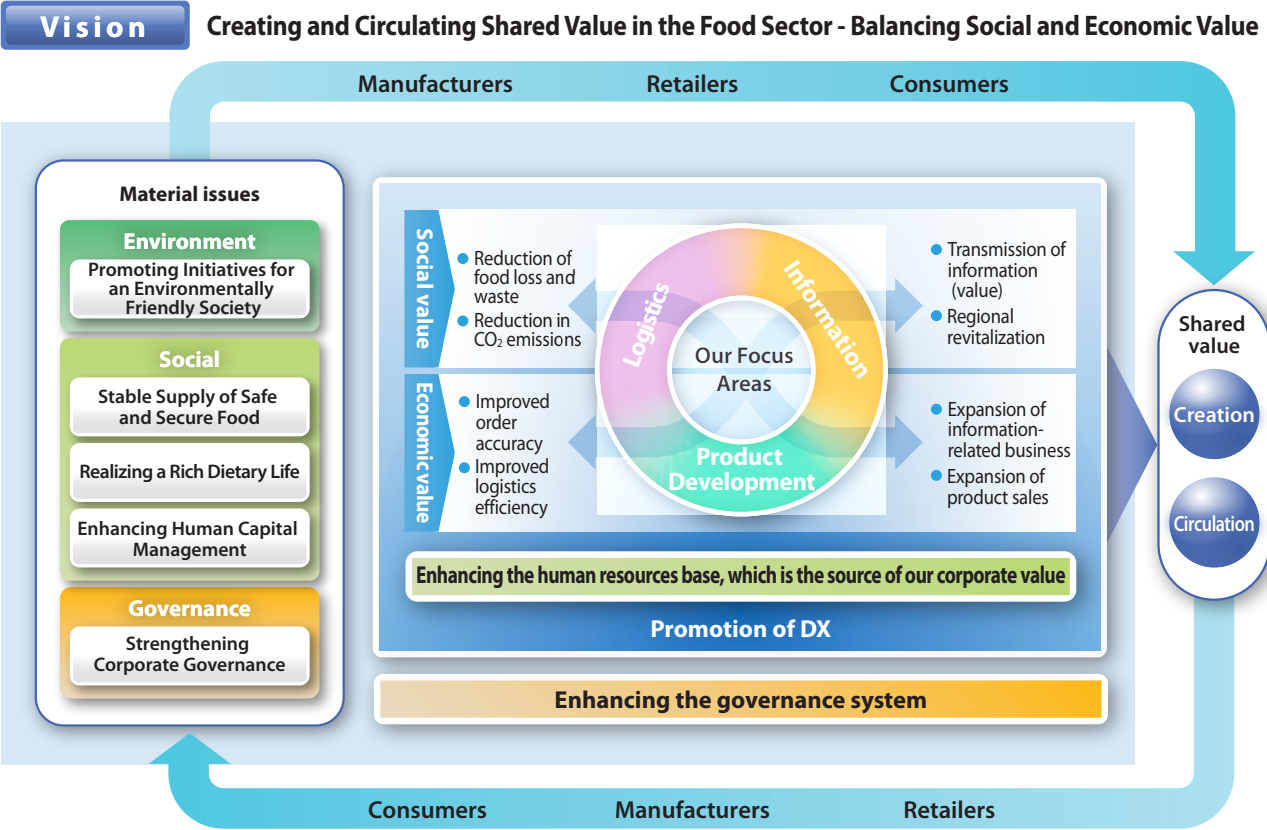 Vision
Creating and Circulating Shared Value in the Food Sector - Balancing Social and Economic Value
Manufacturers
Retailers
Consumers
Material issues
Environment
Promoting Initiatives for
an Environmentally
Friendly Society
Social
Stable Supply of Safe
and Secure Food
Realizing a Rich Dietary Life
Enhancing Human Capital
Management
Governance
Strengthening
Corporate Governance
Social value
Reduction of
food loss and
waste
Reduction in
CO₂ emissions
Economic value
Improved
order
accuracy
Improved
logistics
efficiency
Logistics
Information
Product
Development
Our Focus
Areas
Transmission of
information
(value)
Regional
revitalization
Expansion of
information-
related business
Expansion of
product sales
Enhancing the human resources base, which is the source of our corporate value
Promotion of DX
Enhancing the governance system
Shared
value
Creation
Circulation
Consumers
Manufacturers
Retailers